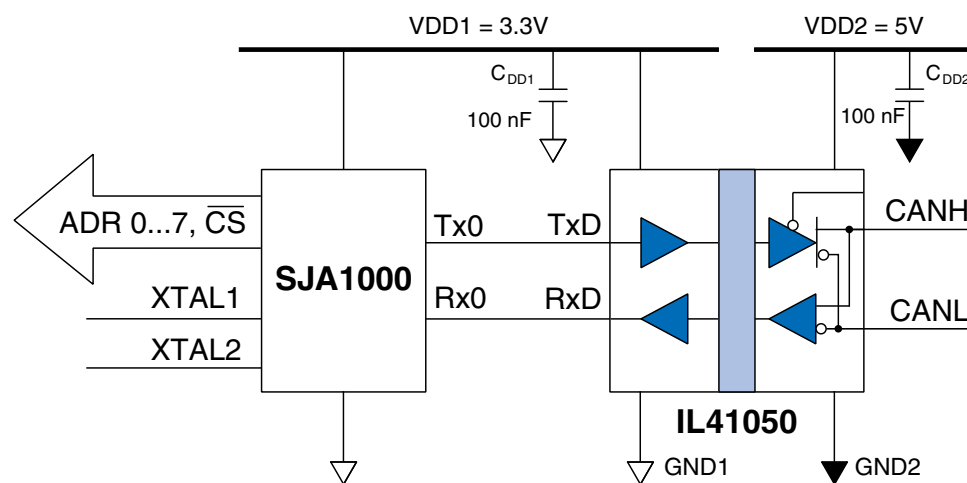 VDD1 = 3.3V
VDD2 = 5V
CDD1
100 nF
CDD2
100 nF
ADR 0...7, C̅S̅
Tx0
TxD
CANH
SJA1000
XTAL1
Rx0
RxD
CANL
XTAL2
IL41050
GND1
GND2